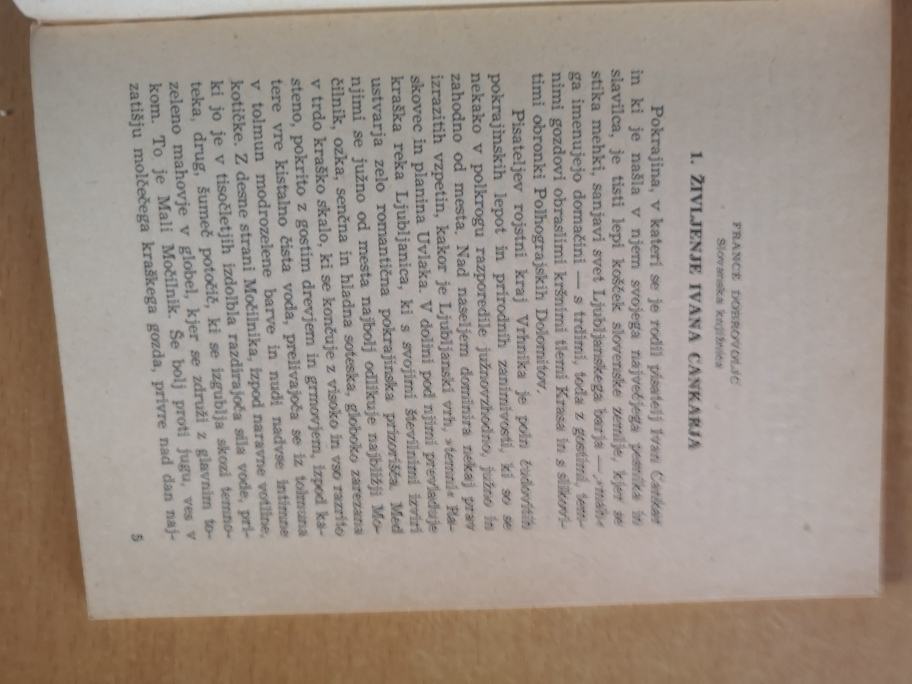 FRANCE DOBROVOLJC
Slovanska knjižnica
1. ŽIVLJENJE IVANA CANKARJA
Pokrajina, v kateri se je rodil pisatelj Ivan Cankar
in ki je našla v njem svojega največjega pesnika in
slavilca, je tisti lepi košček slovenske zemlje, kjer se
stika mehki, sanjavi svet Ljubljanskega barja —
ga imenujejo domačini — s trdimi, toda z gostimi, tem-
nimi gozdovi obraslimi kršnimi tlemi Krasa in s slikovi-
timi obronki Polhograjskih Dolomitov.
Pisateljev rojstni kraj Vrhnika je poln čudovitih
pokrajinskih lepot in prirodnih zanimivosti, ki so se
nekako v polkrogu razporedile južnovzhodno, južno in
zahodno od mesta. Nad naseljem dominira nekaj prav
izrazitih vzpetin, kakor je Ljubljanski vrh, »temni« Ra-
skovec in planina Uvlaka. V dolini pod njimi prevladuje
kraška reka Ljubljanica, ki s svojimi številnimi izviri
ustvarja zelo romantična pokrajinska prizorišča. Med
njimi se južno od mesta najbolj odlikuje najbližji Mo-
čilnik, ozka, senčna in hladna soteska, globoko zarezana
v trdo kraško skalo, ki se končuje z visoko in vso razrito
steno, pokrito z gostim drevjem in grmovjem, izpod ka-
tere vre kistalno čista voda, prelivajoča se iz tolmuna
v tolmun modrozelene barve in nudi nadvse intimne
kotičke. Z desne strani Močilnika, izpod naravne votline,
ki jo je v tisočletjih izdolbla razdirajoča sila vode, pri-
teka, drug, šumeč potočič, ki se izgublja skozi temno-
zeleno mahovje v globel, kjer se združi z glavnim to-
kom. To je Mali Močilnik. Še bolj proti jugu, ves v
zatišju molčečega kraškega gozda, privre nad dan naj-
5